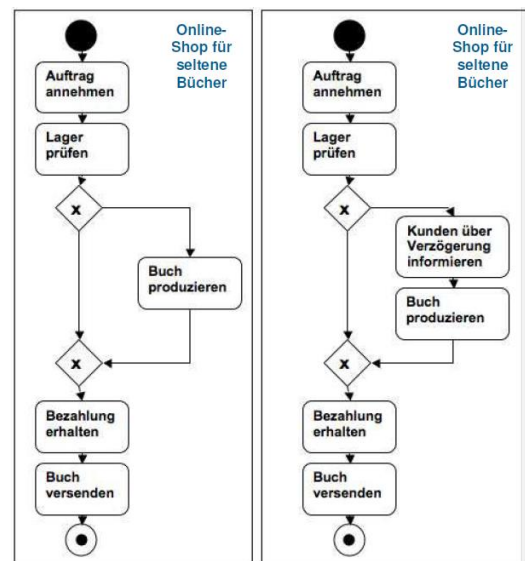 Online-
Shop für
seltene
Bücher
Auftrag
annehmen
Lager
prüfen
x
Buch
produzieren
x
Bezahlung
erhalten
Buch
versenden
Online-
Shop für
seltene
Bücher
Auftrag
annehmen
Lager
prüfen
x
Kunden über
Verzögerung
informieren
Buch
produzieren
x
Bezahlung
erhalten
Buch
versenden